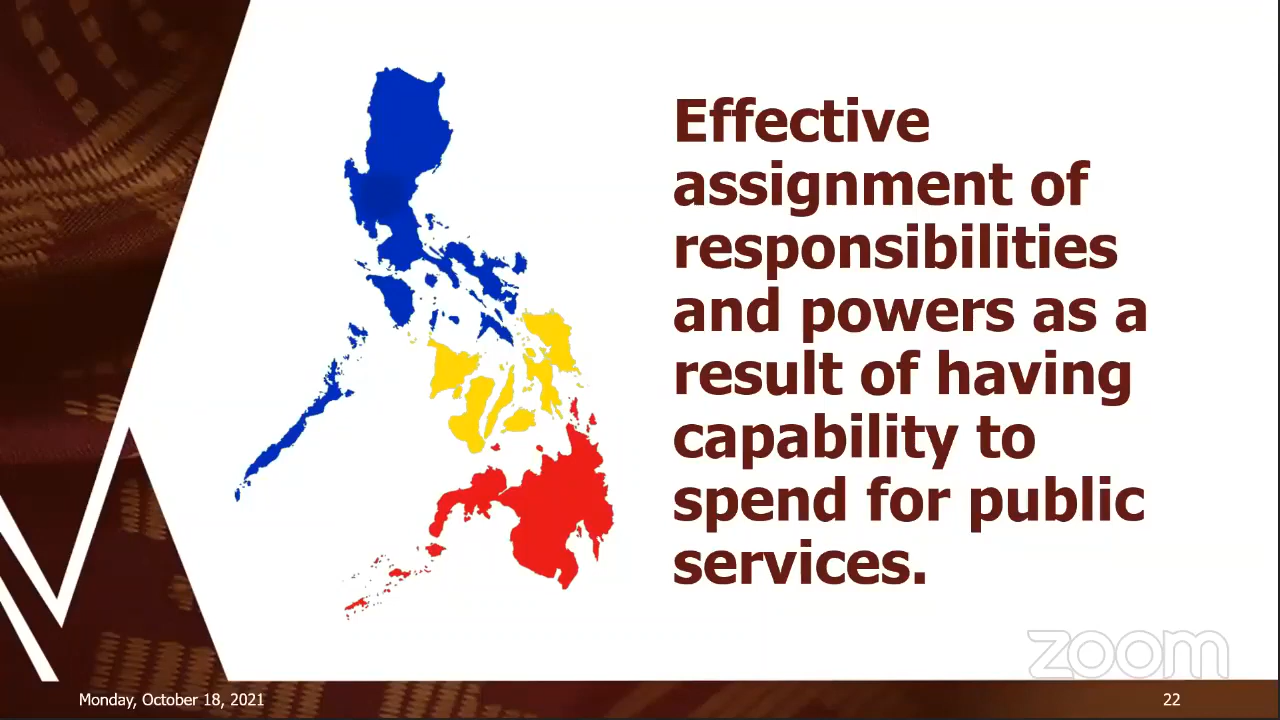 Effective
assignment of
responsibilities
and powers as a
result of having
capability to
spend for public
services.
zoom
Monday, October 18, 2021
22